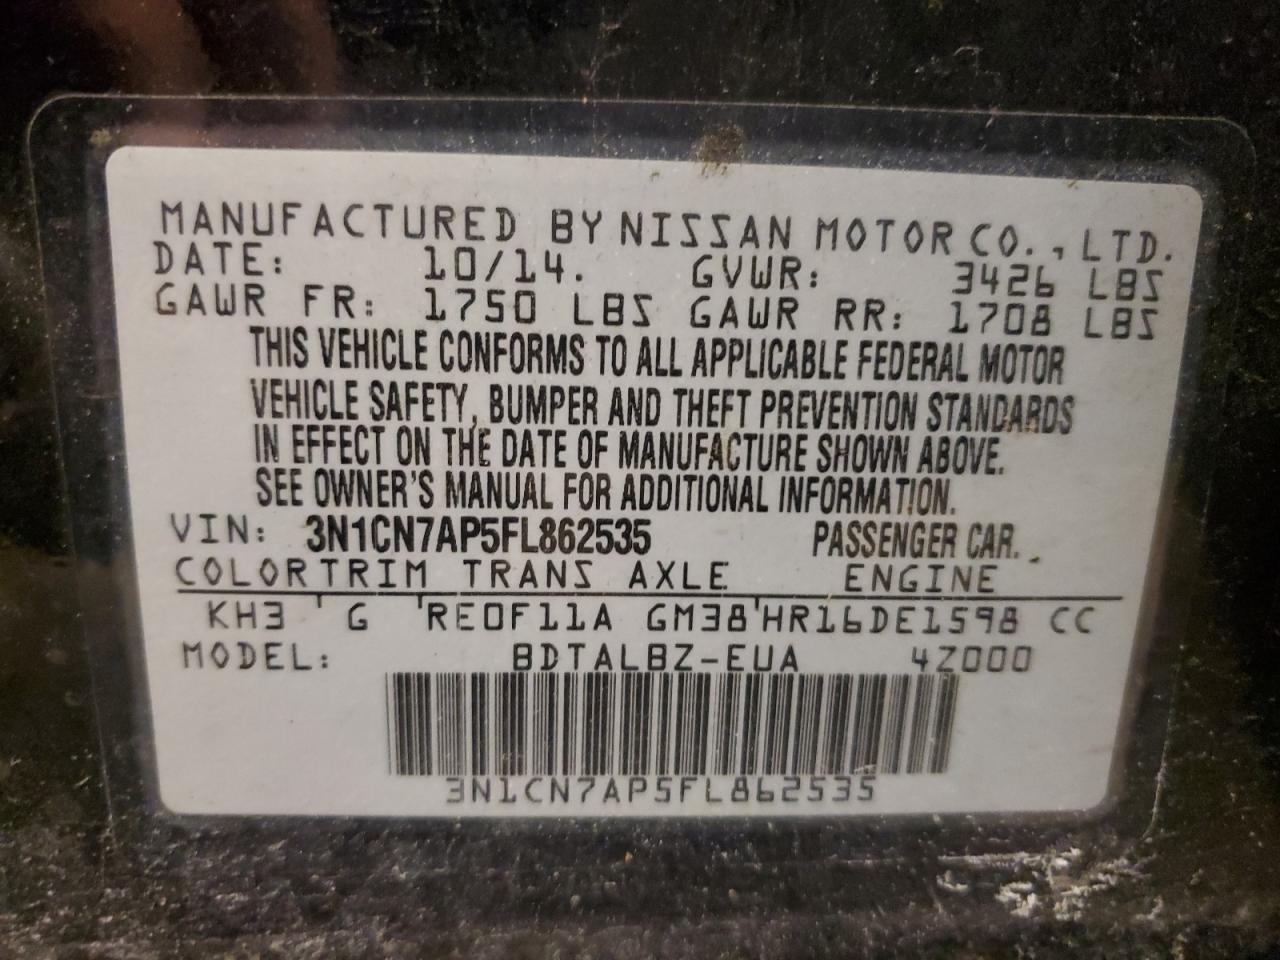 MANUFACTURED BY NISSAN MOTOR CO., LTD.
DATE: 10/14. GVWR: 3426 LBS
GAWR FR: 1750 LBS GAWR RR: 1708 LBS
THIS VEHICLE CONFORMS TO ALL APPLICABLE FEDERAL MOTOR
VEHICLE SAFETY, BUMPER AND THEFT PREVENTION STANDARDS
IN EFFECT ON THE DATE OF MANUFACTURE SHOWN ABOVE.
SEE OWNER'S MANUAL FOR ADDITIONAL INFORMATION.
VIN: 3N1CN7AP5FL862535 PASSENGER CAR.
COLOR TRIM TRANS AXLE ENGINE
KH3 ' G 'RE0F11A GM38'HR16DE1598 CC
MODEL: BDTALBZ-EUA 4Z000
3N1CN7AP5FL862535